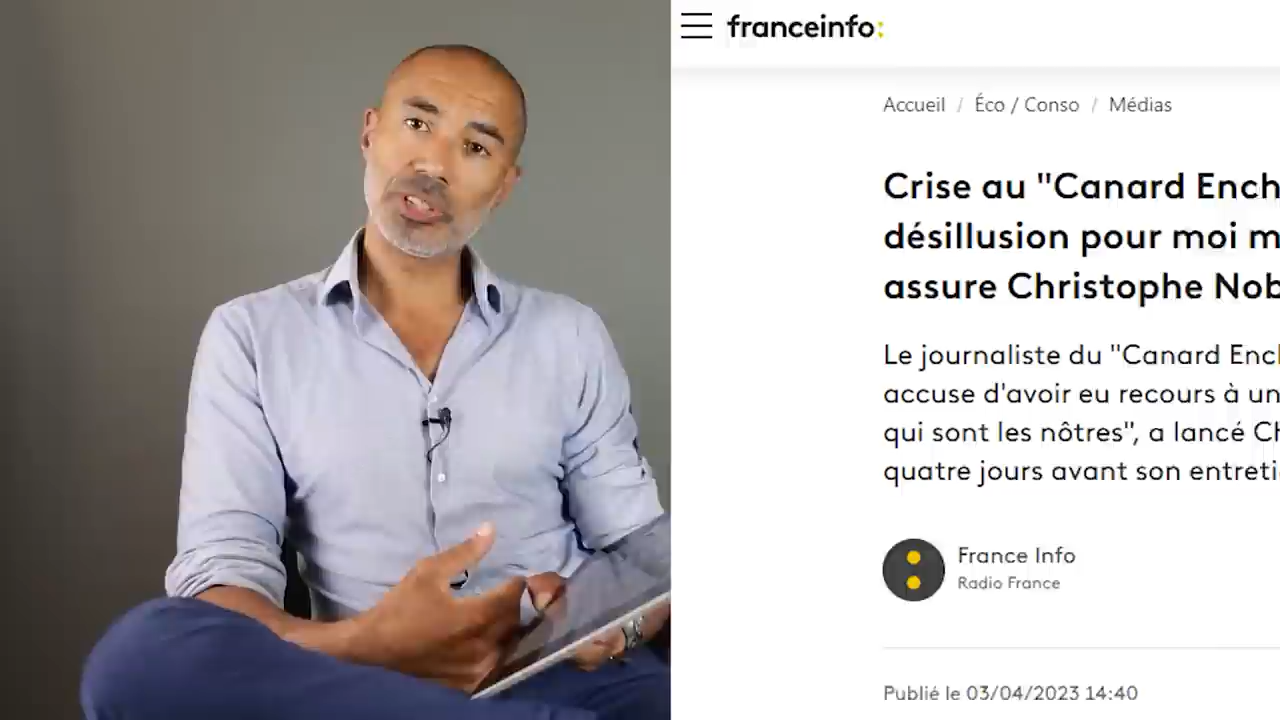 franceinfo:
Accueil / Éco / Conso / Médias
Crise au "Canard Ench
désillusion pour moi m
assure Christophe Nob
Le journaliste du "Canard Encl
accuse d'avoir eu recours à un
qui sont les nôtres", a lancé Ch
quatre jours avant son entreti
France Info
Radio France
Publié le 03/04/2023 14:40